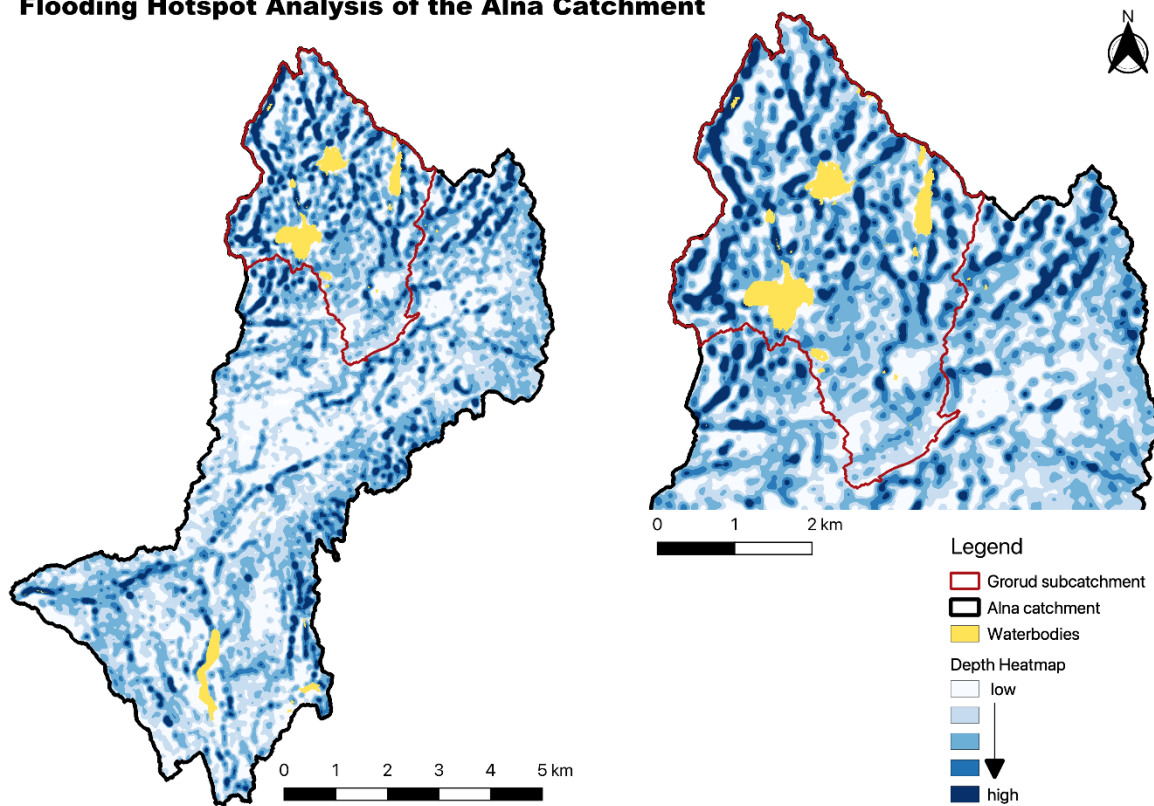 Flooding Hotspot Analysis of the Alna Catchment
N
0 1 2 km
Legend
Grorud subcatchment
Alna catchment
Waterbodies
Depth Heatmap
low
high
0 1 2 3 4 5 km